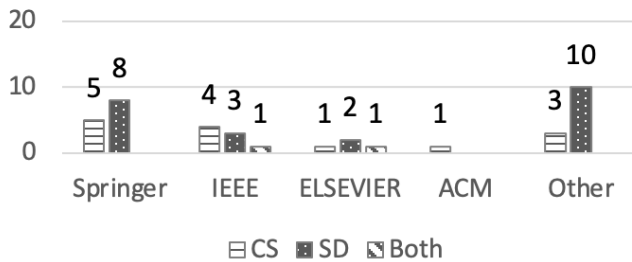 20
10
0
5 8
4 3 1
1 2 1
1
3 10
Springer IEEE ELSEVIER ACM Other
CS SD Both